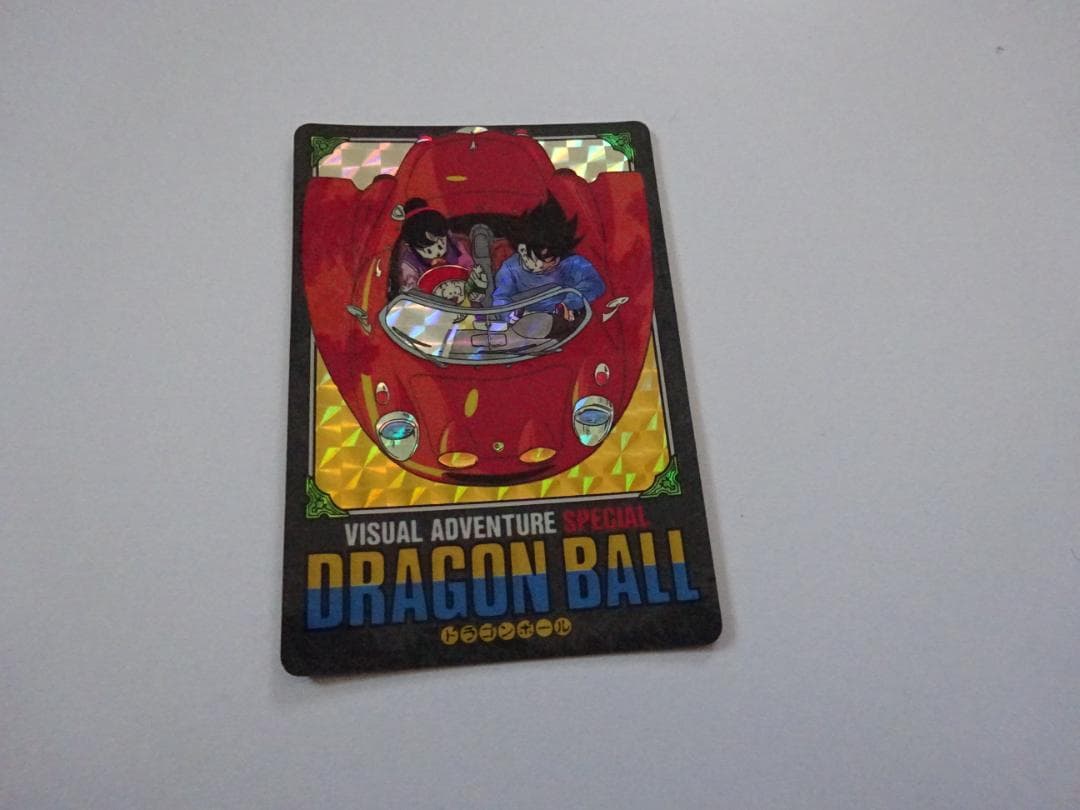 VISUAL ADVENTURE SPECIAL
DRAGON BALL
ドラゴンボール